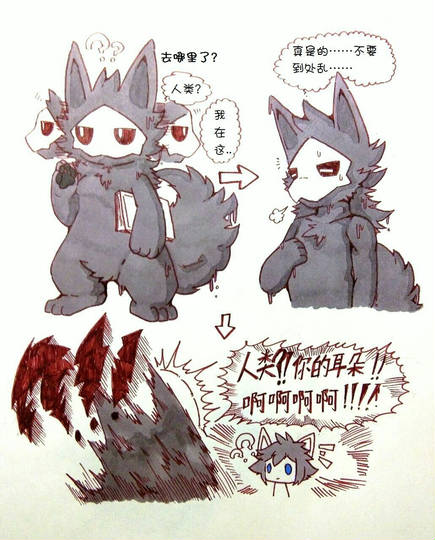 ???
去哪里了?
人类?
我
在
这..
真是的……不要
到处乱……
人类?!你的耳朵!!
啊啊啊啊!!!!
??